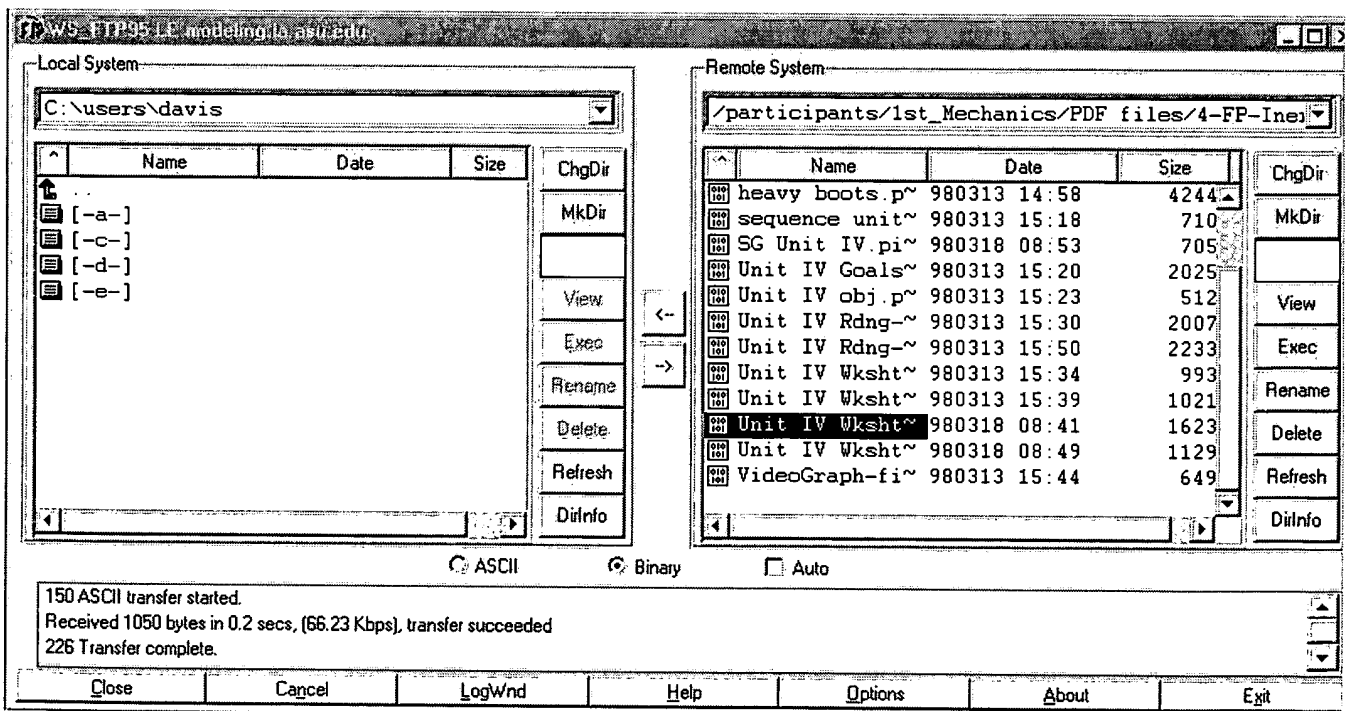 WS_FTP95 LE modeling.la.asu.edu
Local System
C:\users\davis
^ Name Date Size
..
[-a-]
[-c-]
[-d-]
[-e-]
ChgDir
MkDir
View
Exec
Rename
Delete
Refresh
DirInfo
<--
-->
Remote System
/participants/1st_Mechanics/PDF files/4-FP-Iner
^ Name Date Size
heavy boots.p~ 980313 14:58 4244
sequence unit~ 980313 15:18 710
SG Unit IV.pi~ 980318 08:53 705
Unit IV Goals~ 980313 15:20 2025
Unit IV obj.p~ 980313 15:23 512
Unit IV Rdng-~ 980313 15:30 2007
Unit IV Rdng-~ 980313 15:50 2233
Unit IV Wksht~ 980313 15:34 993
Unit IV Wksht~ 980313 15:39 1021
Unit IV Wksht~ 980318 08:41 1623
Unit IV Wksht~ 980318 08:49 1129
VideoGraph-fi~ 980313 15:44 649
ChgDir
MkDir
View
Exec
Rename
Delete
Refresh
DirInfo
ASCII Binary Auto
150 ASCII transfer started.
Received 1050 bytes in 0.2 secs, (66.23 Kbps), transfer succeeded
226 Transfer complete.
Close Cancel LogWnd Help Options About Exit